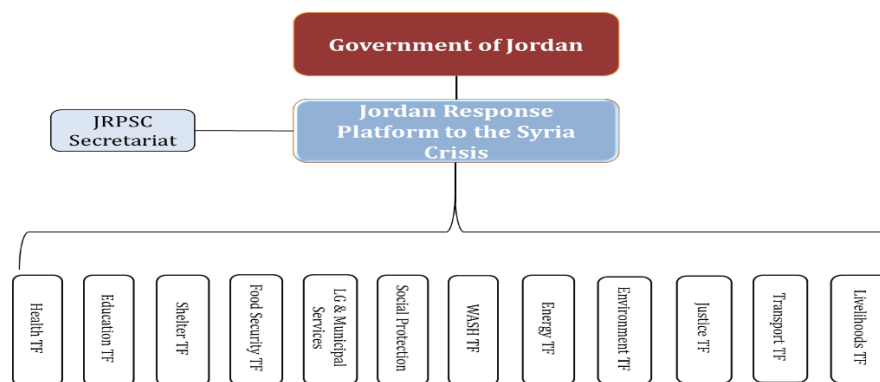 Government of Jordan
Jordan Response
Platform to the Syria
Crisis
JRPSC
Secretariat
Health TF
Education TF
Shelter TF
Food Security TF
LG & Municipal
Services
Social Protection
WASH TF
Energy TF
Environment TF
Justice TF
Transport TF
Livelihoods TF